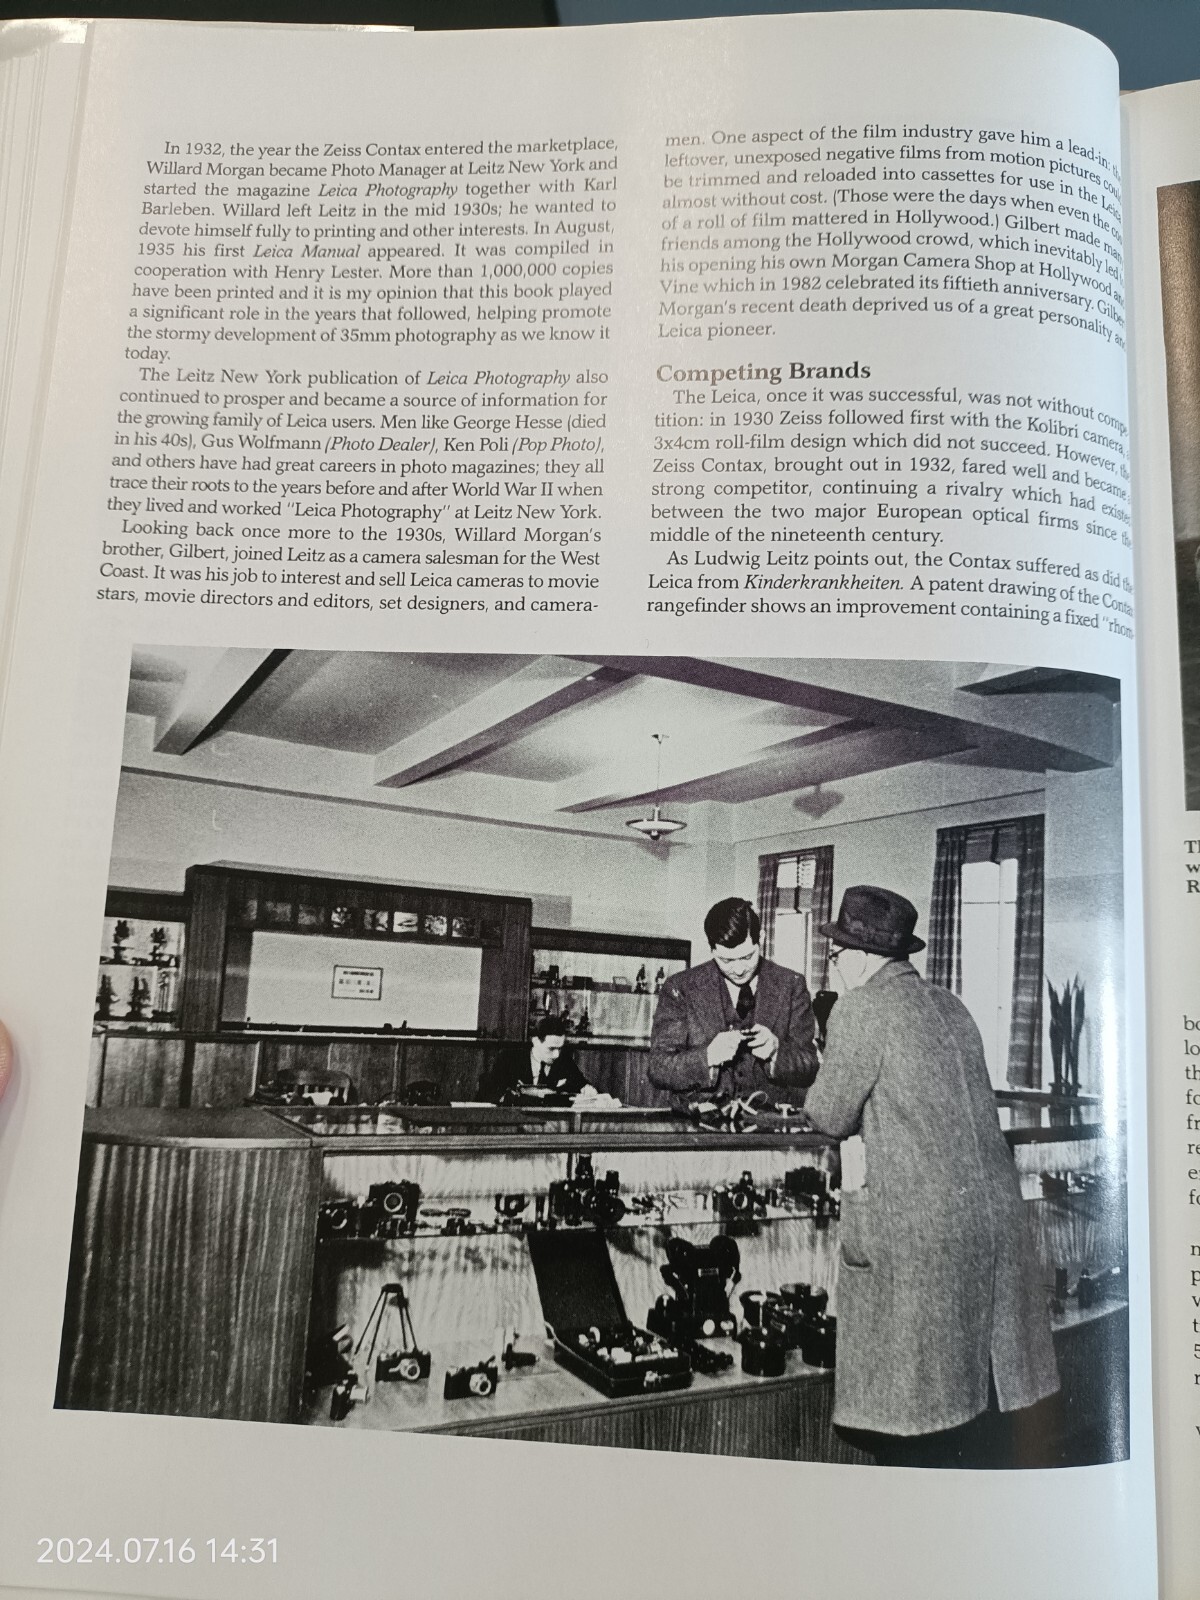 In 1932, the year the Zeiss Contax entered the marketplace,
Willard Morgan became Photo Manager at Leitz New York and
started the magazine Leica Photography together with Karl
Barleben. Willard left Leitz in the mid 1930s; he wanted to
devote himself fully to printing and other interests. In August,
1935 his first Leica Manual appeared. It was compiled in
cooperation with Henry Lester. More than 1,000,000 copies
have been printed and it is my opinion that this book played
a significant role in the years that followed, helping promote
the stormy development of 35mm photography as we know it
today.
The Leitz New York publication of Leica Photography also
continued to prosper and became a source of information for
the growing family of Leica users. Men like George Hesse (died
in his 40s), Gus Wolfmann (Photo Dealer), Ken Poli (Pop Photo),
and others have had great careers in photo magazines; they all
trace their roots to the years before and after World War II when
they lived and worked "Leica Photography" at Leitz New York.
Looking back once more to the 1930s, Willard Morgan's
brother, Gilbert, joined Leitz as a camera salesman for the West
Coast. It was his job to interest and sell Leica cameras to movie
stars, movie directors and editors, set designers, and camera-
men. One aspect of the film industry gave him a lead-in:
leftover, unexposed negative films from motion pictures
be trimmed and reloaded into cassettes for use in the
almost without cost. (Those were the days when even the
of a roll of film mattered in Hollywood.) Gilbert made
friends among the Hollywood crowd, which inevitably led
his opening his own Morgan Camera Shop at Hollywood
Vine which in 1982 celebrated its fiftieth anniversary.
Morgan's recent death deprived us of a great personality
Leica pioneer.
Competing Brands
The Leica, once it was successful, was not without
tition: in 1930 Zeiss followed first with the Kolibri camera,
3x4cm roll-film design which did not succeed. However,
Zeiss Contax, brought out in 1932, fared well and became
strong competitor, continuing a rivalry which had
between the two major European optical firms since
middle of the nineteenth century.
As Ludwig Leitz points out, the Contax suffered as did
Leica from Kinderkrankheiten. A patent drawing of the
rangefinder shows an improvement containing a fixed
2024.07.16 14:31